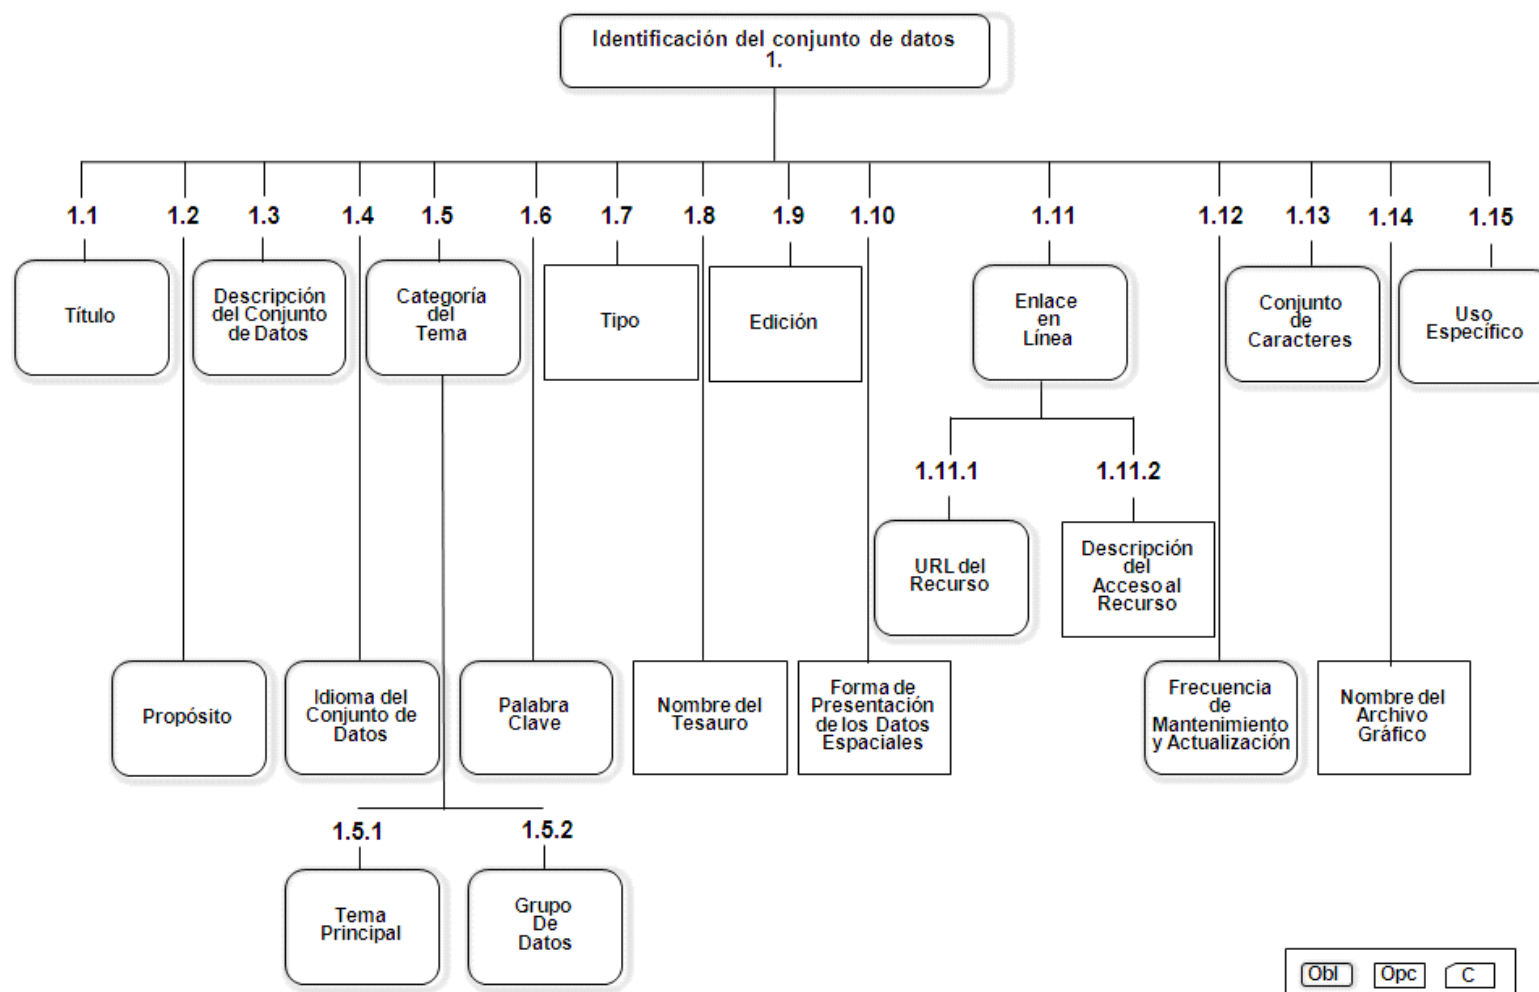 Identificación del conjunto de datos
1.
1.1
1.2
1.3
1.4
1.5
1.6
1.7
1.8
1.9
1.10
1.11
1.12
1.13
1.14
1.15
Título
Descripción
del Conjunto
de Datos
Categoría
del
Tema
Tipo
Edición
Enlace
en
Línea
Conjunto
de
Caracteres
Uso
Específico
1.11.1
1.11.2
URL del
Recurso
Descripción
del
Acceso al
Recurso
Propósito
Idioma del
Conjunto de
Datos
Palabra
Clave
Nombre del
Tesauro
Forma de
Presentación
de los Datos
Espaciales
Frecuencia
de
Mantenimiento
y Actualización
Nombre del
Archivo
Gráfico
1.5.1
1.5.2
Tema
Principal
Grupo
De
Datos
Obl
Opc
C